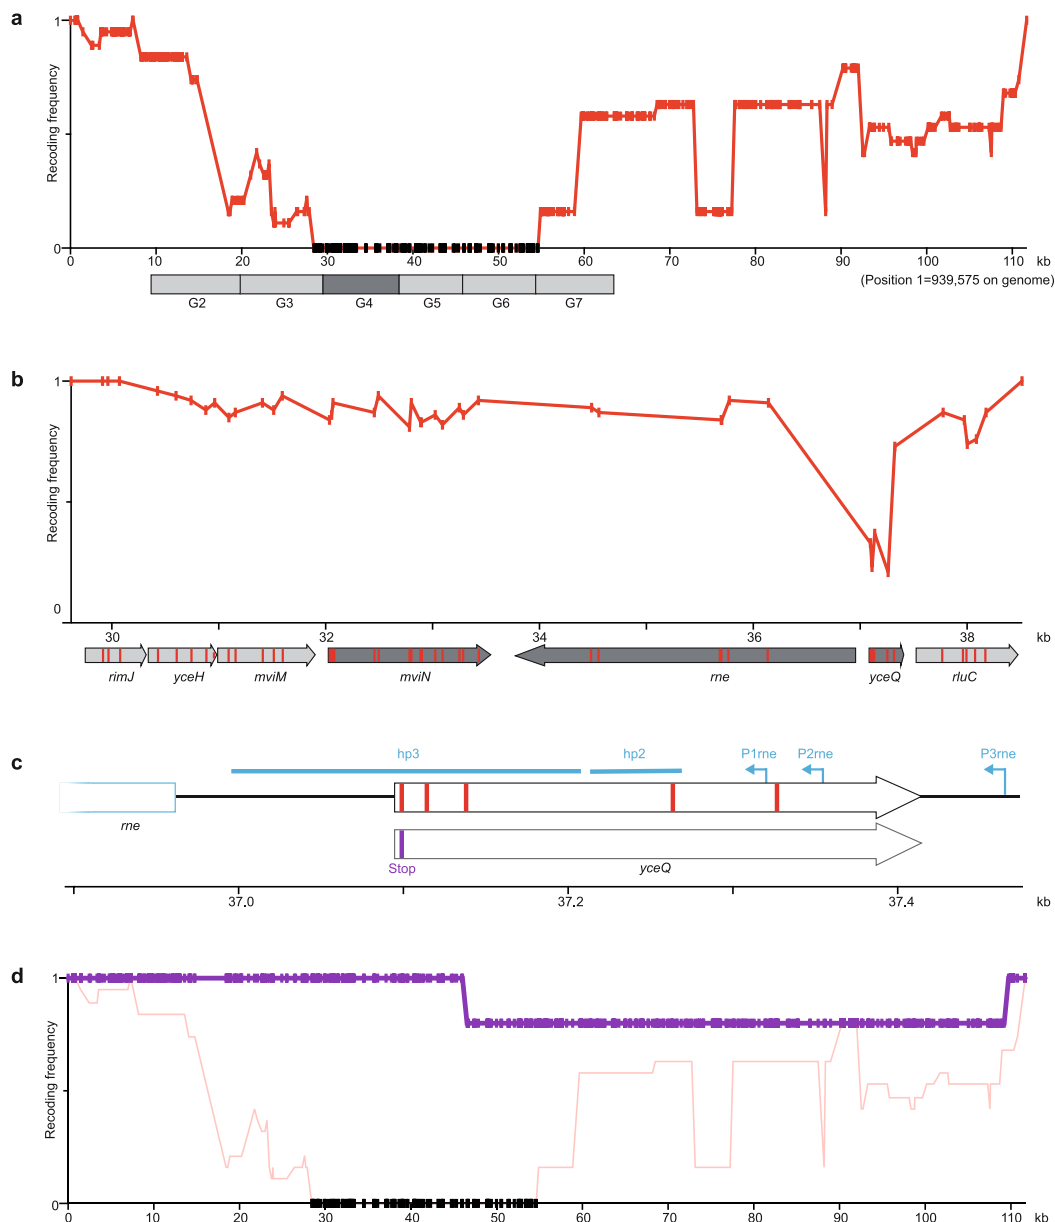 a
1
Recoding frequency
0
0 10 20 30 40 50 60 70 80 90 100 110 kb
(Position 1=939,575 on genome)
G2 G3 G4 G5 G6 G7
b
1
Recoding frequency
0
30 32 34 36 38 kb
rimJ yceH mviM mviN rne yceQ rluC
c
hp3 hp2 P1rne P2rne P3rne
rne
Stop yceQ
37.0 37.2 37.4 kb
d
1
Recoding frequency
0
0 10 20 30 40 50 60 70 80 90 100 110 kb